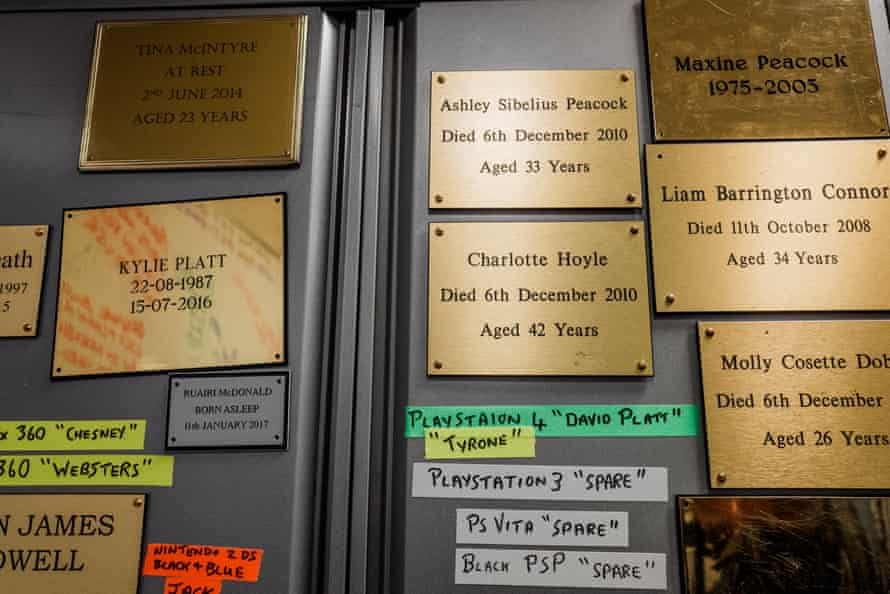 TINA McINTYRE
AT REST
2ND JUNE 2014
AGED 23 YEARS
1997
5
KYLIE PLATT
22-08-1987
15-07-2016
RUAIRI McDONALD
BORN ASLEEP
11th JANUARY 2017
x 360 "CHESNEY"
360 "WEBSTERS"
N JAMES
OWELL
NINTENDO 2DS
BLACK + BLUE
JACK
Ashley Sibelius Peacock
Died 6th December 2010
Aged 33 Years
Charlotte Hoyle
Died 6th December 2010
Aged 42 Years
PLAYSTAION 4 "DAVID PLATT"
"TYRONE"
PLAYSTATION 3 "SPARE"
PS VITA "SPARE"
BLACK PSP "SPARE"
Maxine Peacock
1975-2003
Liam Barrington Connor
Died 11th October 2008
Aged 34 Years
Molly Cosette Dob
Died 6th December
Aged 26 Years